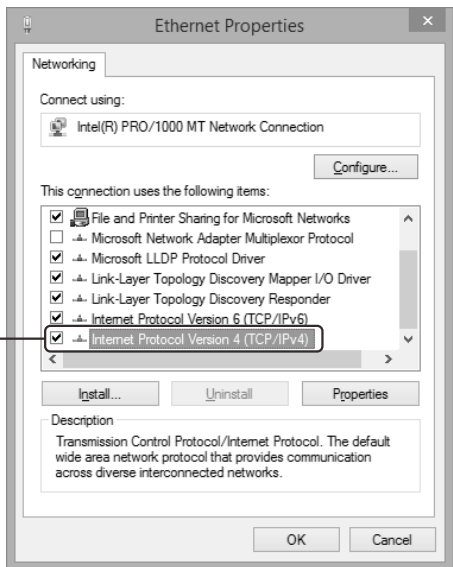 Ethernet Properties
Networking
Connect using:
Intel(R) PRO/1000 MT Network Connection
Configure...
This connection uses the following items:
File and Printer Sharing for Microsoft Networks
Microsoft Network Adapter Multiplexor Protocol
Microsoft LLDP Protocol Driver
Link-Layer Topology Discovery Mapper I/O Driver
Link-Layer Topology Discovery Responder
Internet Protocol Version 6 (TCP/IPv6)
Internet Protocol Version 4 (TCP/IPv4)
Install... Uninstall Properties
Description
Transmission Control Protocol/Internet Protocol. The default
wide area network protocol that provides communication
across diverse interconnected networks.
OK Cancel